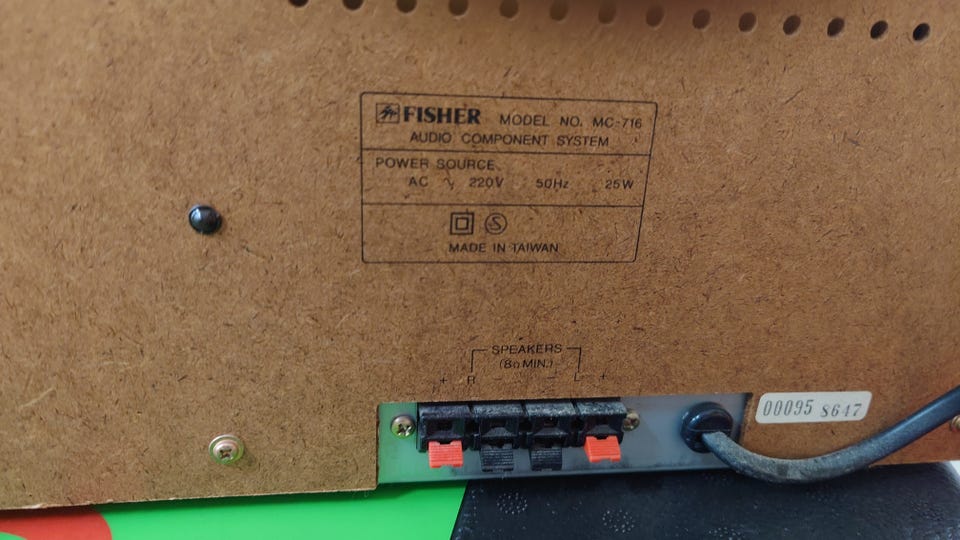 FISHER MODEL NO. MC-716
AUDIO COMPONENT SYSTEM
POWER SOURCE
AC ∿ 220V 50Hz 25W
S
MADE IN TAIWAN
SPEAKERS
(8Ω MIN.)
+ R - - L +
00095 S647